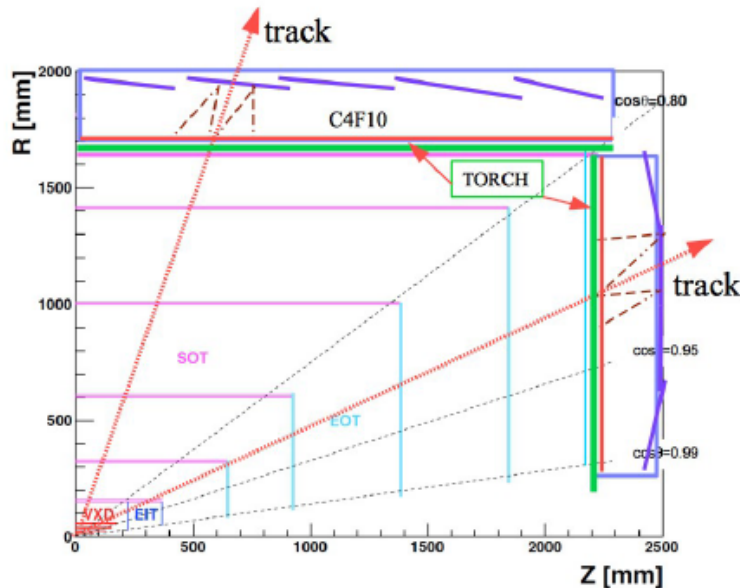 track
R [mm]
2000
cosθ=0.80
C4F10
TORCH
1500
track
1000
SOT
cosθ=0.95
500
EOT
cosθ=0.99
VXD
EIT
0
0
500
1000
1500
2000
2500
Z [mm]